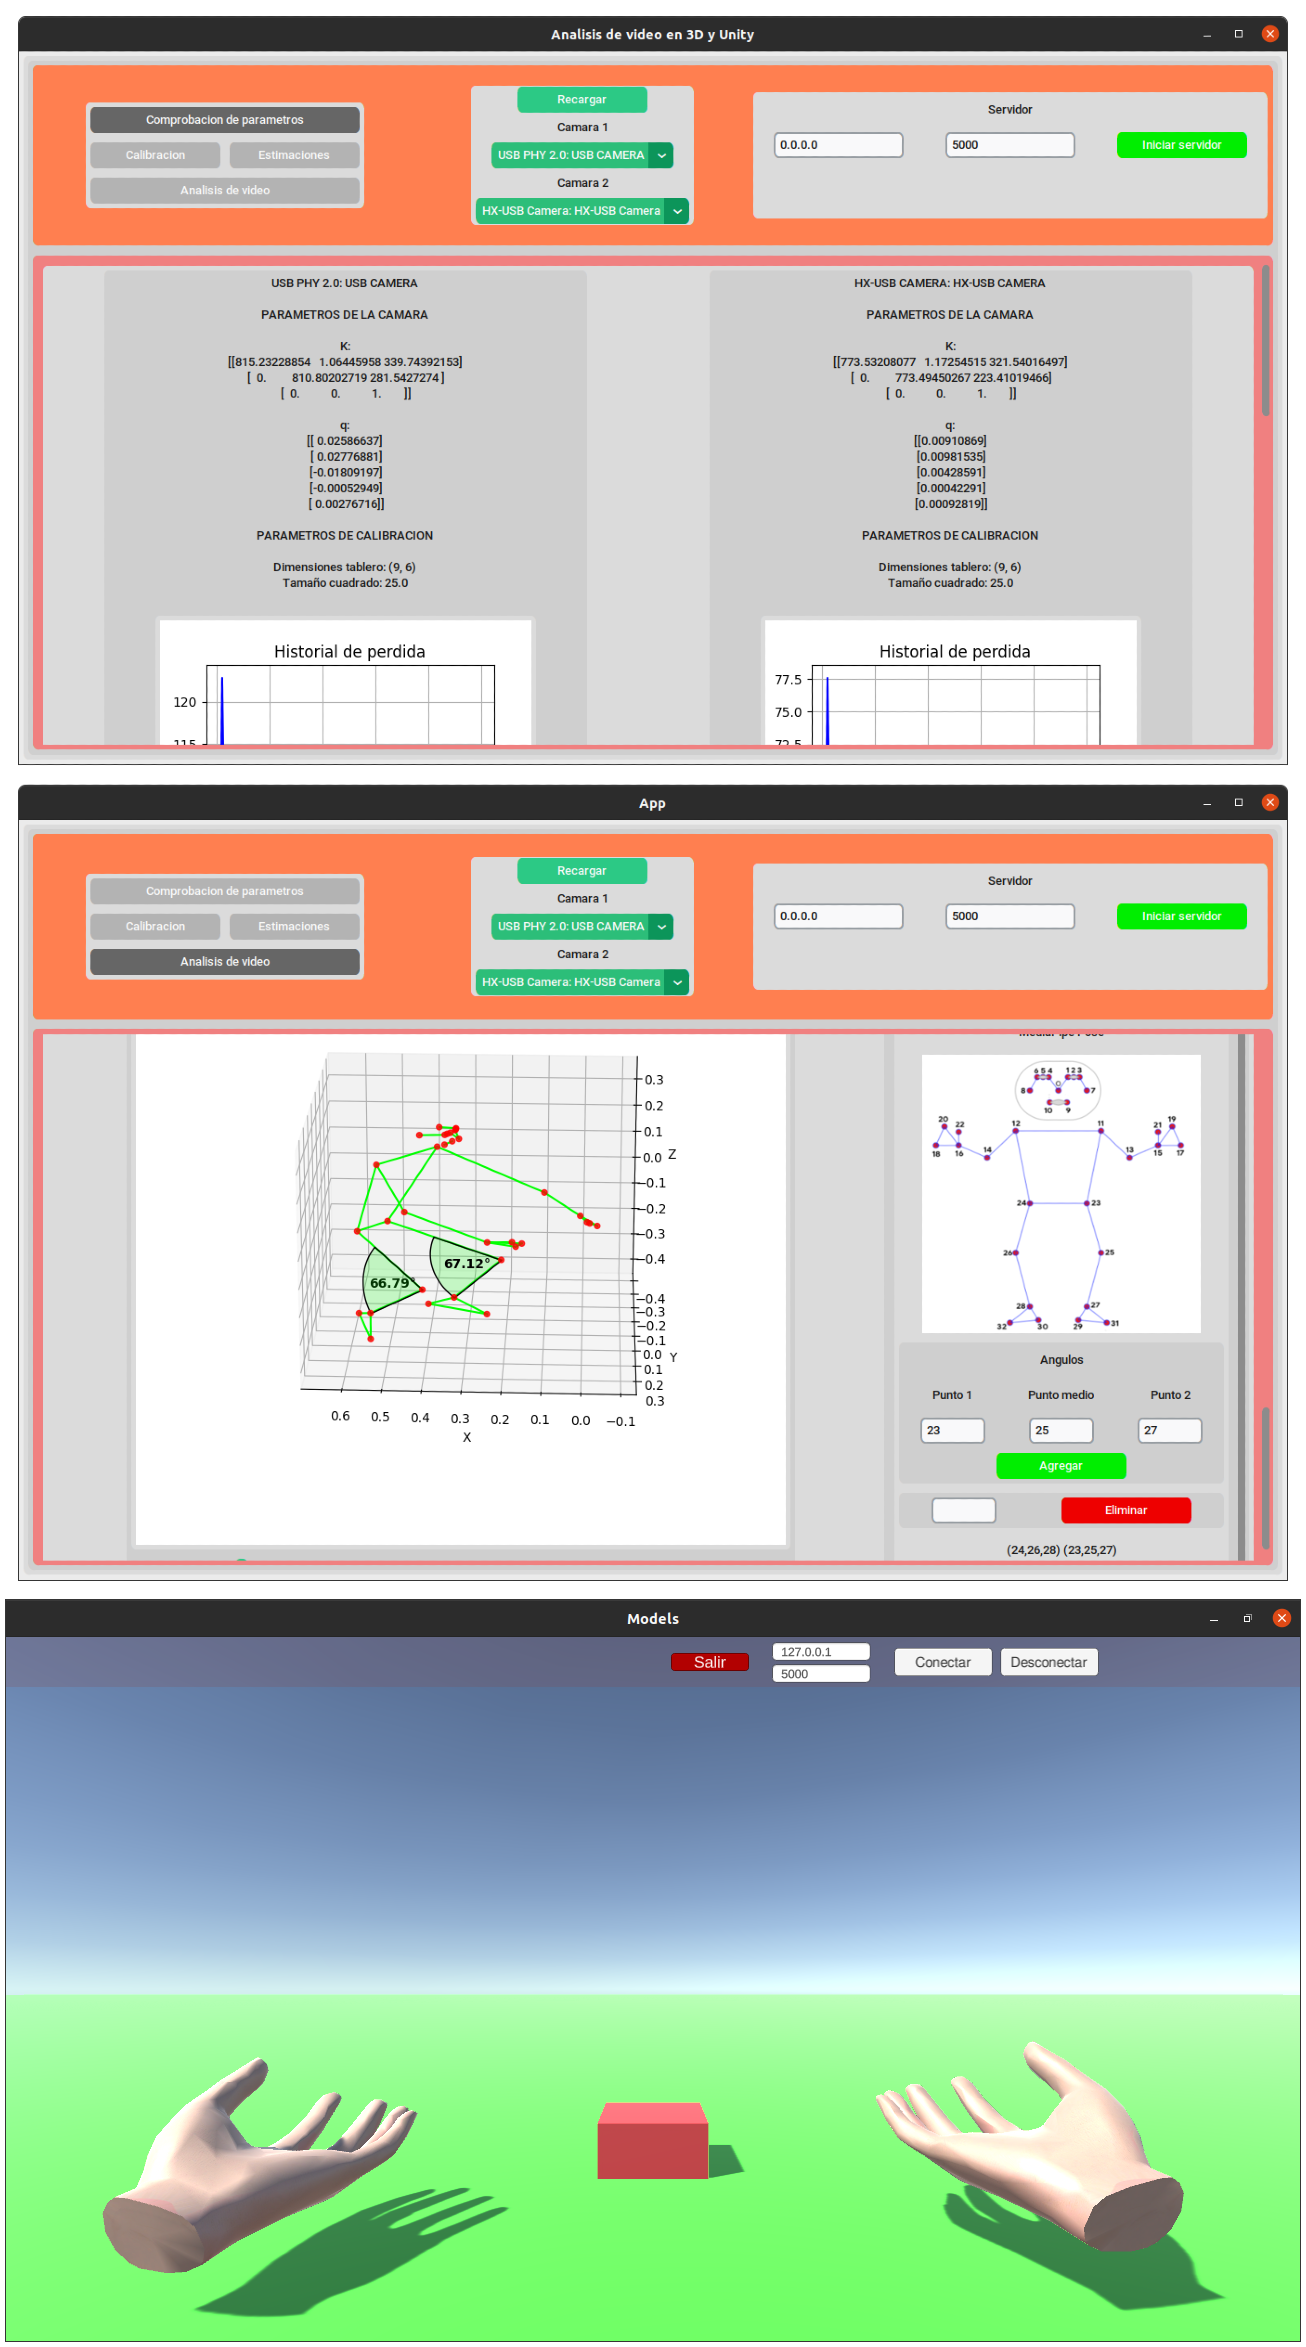 Analisis de video en 3D y Unity
Comprobacion de parametros
Calibracion Estimaciones
Analisis de video
Recargar
Camara 1
USB PHY 2.0: USB CAMERA
Camara 2
HX-USB Camera: HX-USB Camera
Servidor
0.0.0.0 5000 Iniciar servidor
USB PHY 2.0: USB CAMERA
PARAMETROS DE LA CAMARA
K:
[[815.23228854 1.06445958 339.74392153]
[ 0. 810.80202719 281.5427274 ]
[ 0. 0. 1. ]]
q:
[[ 0.02586637]
[ 0.02776881]
[-0.01809197]
[-0.00052949]
[ 0.00276716]]
PARAMETROS DE CALIBRACION
Dimensiones tablero: (9, 6)
Tamaño cuadrado: 25.0
Historial de perdida
120
115
HX-USB CAMERA: HX-USB CAMERA
PARAMETROS DE LA CAMARA
K:
[[773.53208077 1.17254515 321.54016497]
[ 0. 773.49450267 223.41019466]
[ 0. 0. 1. ]]
q:
[[0.00910869]
[0.00981535]
[0.00428591]
[0.00042291]
[0.00092819]]
PARAMETROS DE CALIBRACION
Dimensiones tablero: (9, 6)
Tamaño cuadrado: 25.0
Historial de perdida
77.5
75.0
72.5
App
Comprobacion de parametros
Calibracion Estimaciones
Analisis de video
Recargar
Camara 1
USB PHY 2.0: USB CAMERA
Camara 2
HX-USB Camera: HX-USB Camera
Servidor
0.0.0.0 5000 Iniciar servidor
0.3
0.2
0.1
0.0 Z
−0.1
−0.2
−0.3
−0.4
66.79°
67.12°
−0.4
−0.3
−0.2
−0.1
0.0 Y
0.1
0.2
0.3
0.6 0.5 0.4 0.3 0.2 0.1 0.0 −0.1
X
MediaPipe Pose
6 5 4 1 2 3
0
8 7
10 9
20 22 12 11 21 19
18 16 14 13 15 17
24 23
26 25
28 27
32 30 29 31
Angulos
Punto 1 Punto medio Punto 2
23 25 27
Agregar
Eliminar
(24,26,28) (23,25,27)
Models
Salir
127.0.0.1
5000
Conectar Desconectar